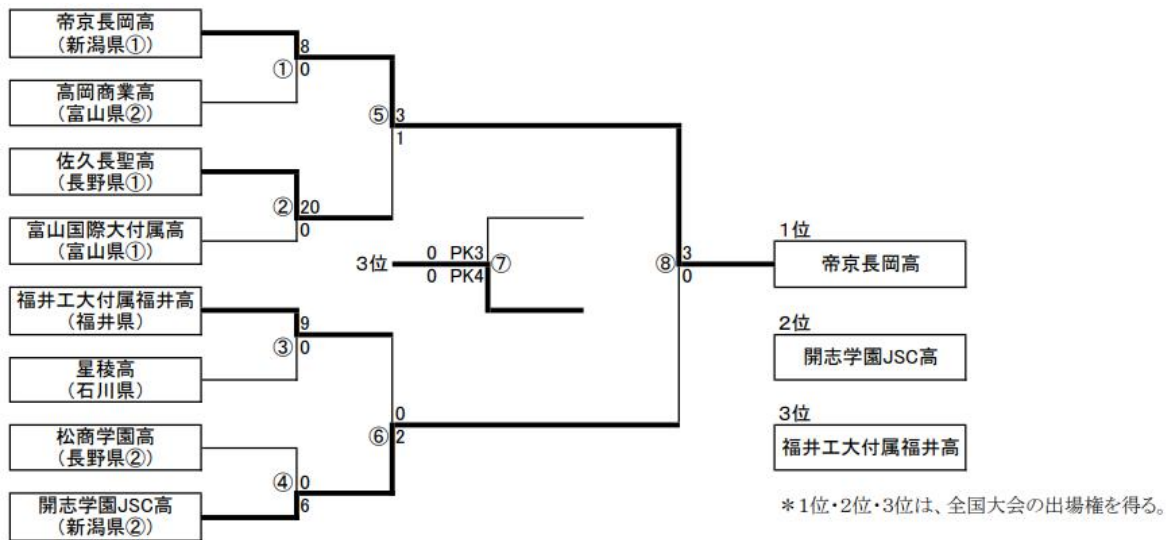 帝京長岡高
(新潟県①)
8
① 0
高岡商業高
(富山県②)
⑤ 3
1
佐久長聖高
(長野県①)
② 20
0
富山国際大付属高
(富山県①)
3位
0 PK3
0 PK4
⑦
⑧ 3
0
福井工大付属福井高
(福井県)
9
③ 0
星稜高
(石川県)
0
⑥ 2
松商学園高
(長野県②)
④ 0
6
開志学園JSC高
(新潟県②)
1位
帝京長岡高
2位
開志学園JSC高
3位
福井工大付属福井高
*1位・2位・3位は、全国大会の出場権を得る。